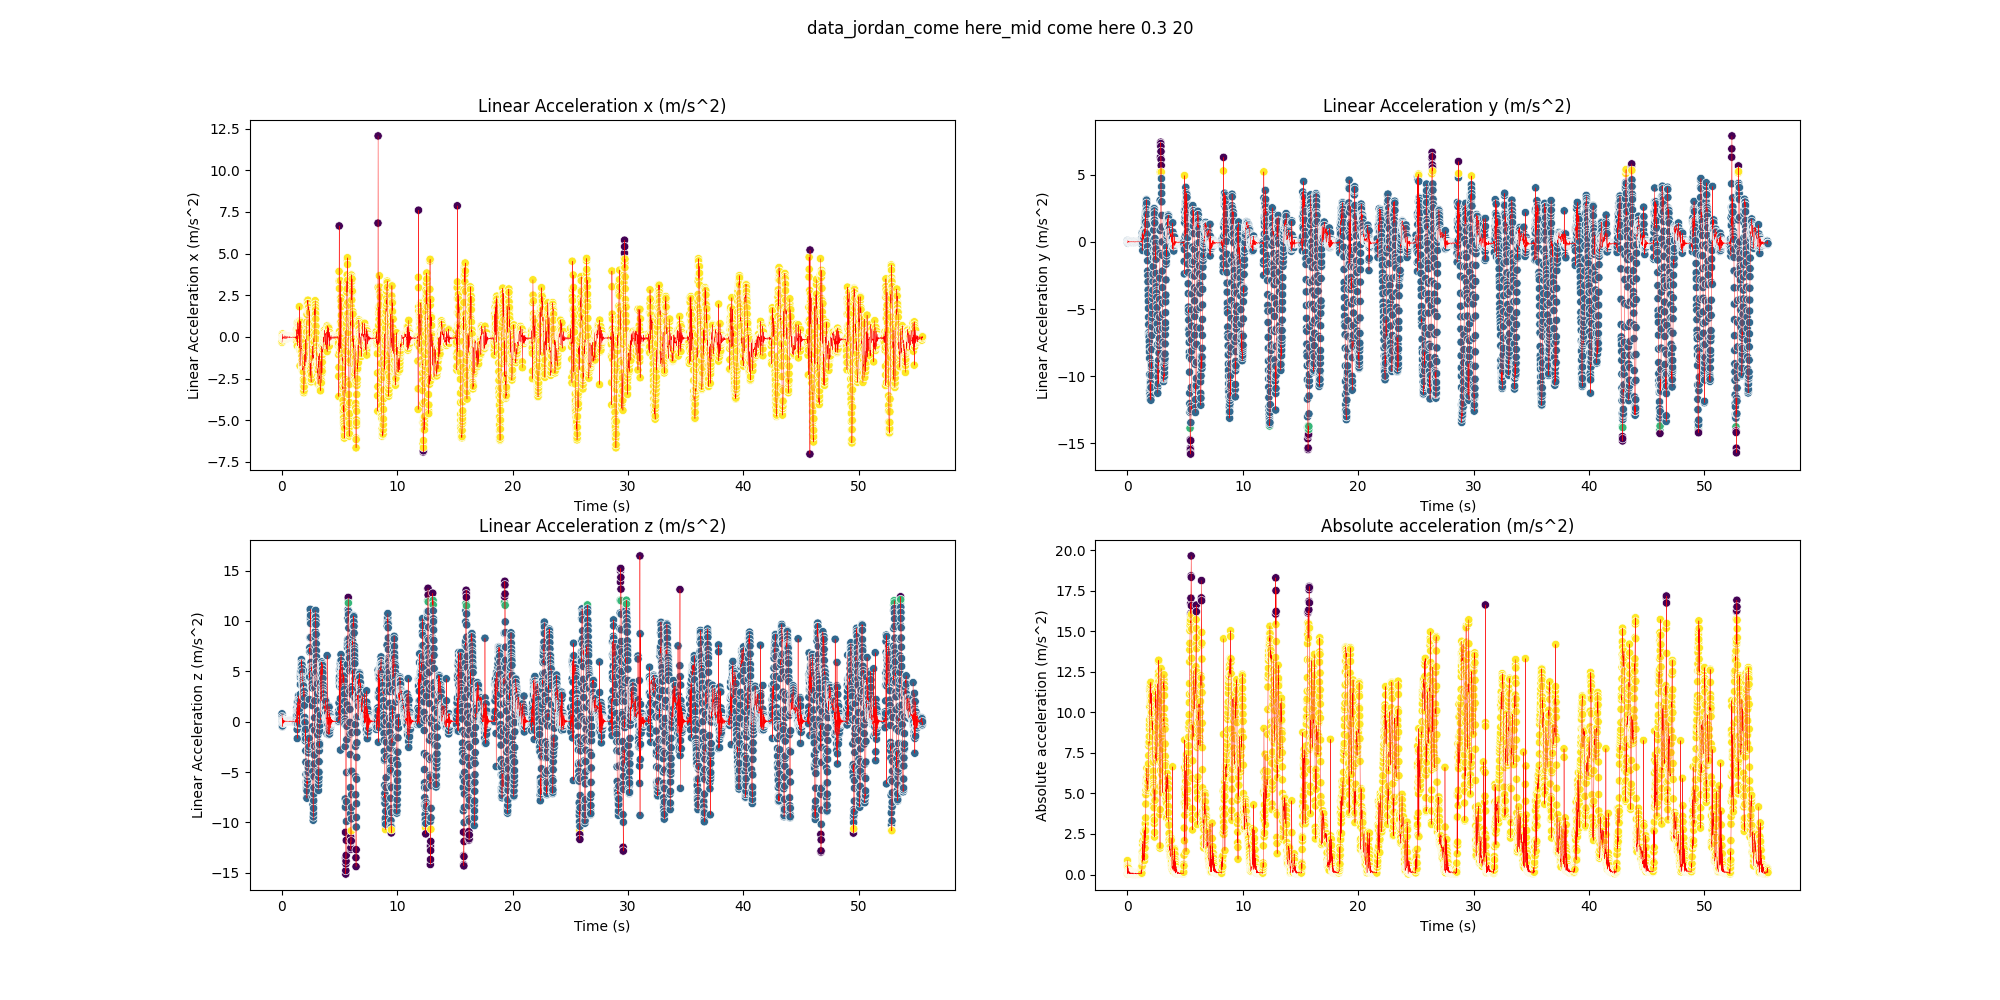 data_jordan_come here_mid come here 0.3 20
Linear Acceleration x (m/s^2)
Linear Acceleration x (m/s^2)
12.5
10.0
7.5
5.0
2.5
0.0
−2.5
−5.0
−7.5
0 10 20 30 40 50
Time (s)
Linear Acceleration y (m/s^2)
Linear Acceleration y (m/s^2)
5
0
−5
−10
−15
0 10 20 30 40 50
Time (s)
Linear Acceleration z (m/s^2)
Linear Acceleration z (m/s^2)
15
10
5
0
−5
−10
−15
0 10 20 30 40 50
Time (s)
Absolute acceleration (m/s^2)
Absolute acceleration (m/s^2)
20.0
17.5
15.0
12.5
10.0
7.5
5.0
2.5
0.0
0 10 20 30 40 50
Time (s)